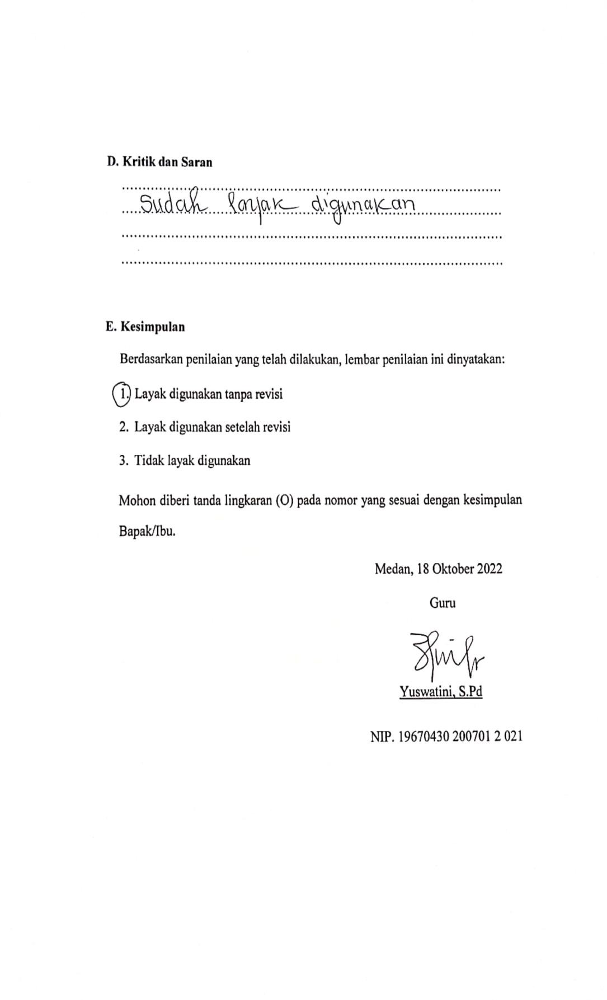 D. Kritik dan Saran
Sudah layak digunakan
E. Kesimpulan
Berdasarkan penilaian yang telah dilakukan, lembar penilaian ini dinyatakan:
1. Layak digunakan tanpa revisi
2. Layak digunakan setelah revisi
3. Tidak layak digunakan
Mohon diberi tanda lingkaran (O) pada nomor yang sesuai dengan kesimpulan
Bapak/Ibu.
Medan, 18 Oktober 2022
Guru
Yuswatini, S.Pd
NIP. 19670430 200701 2 021